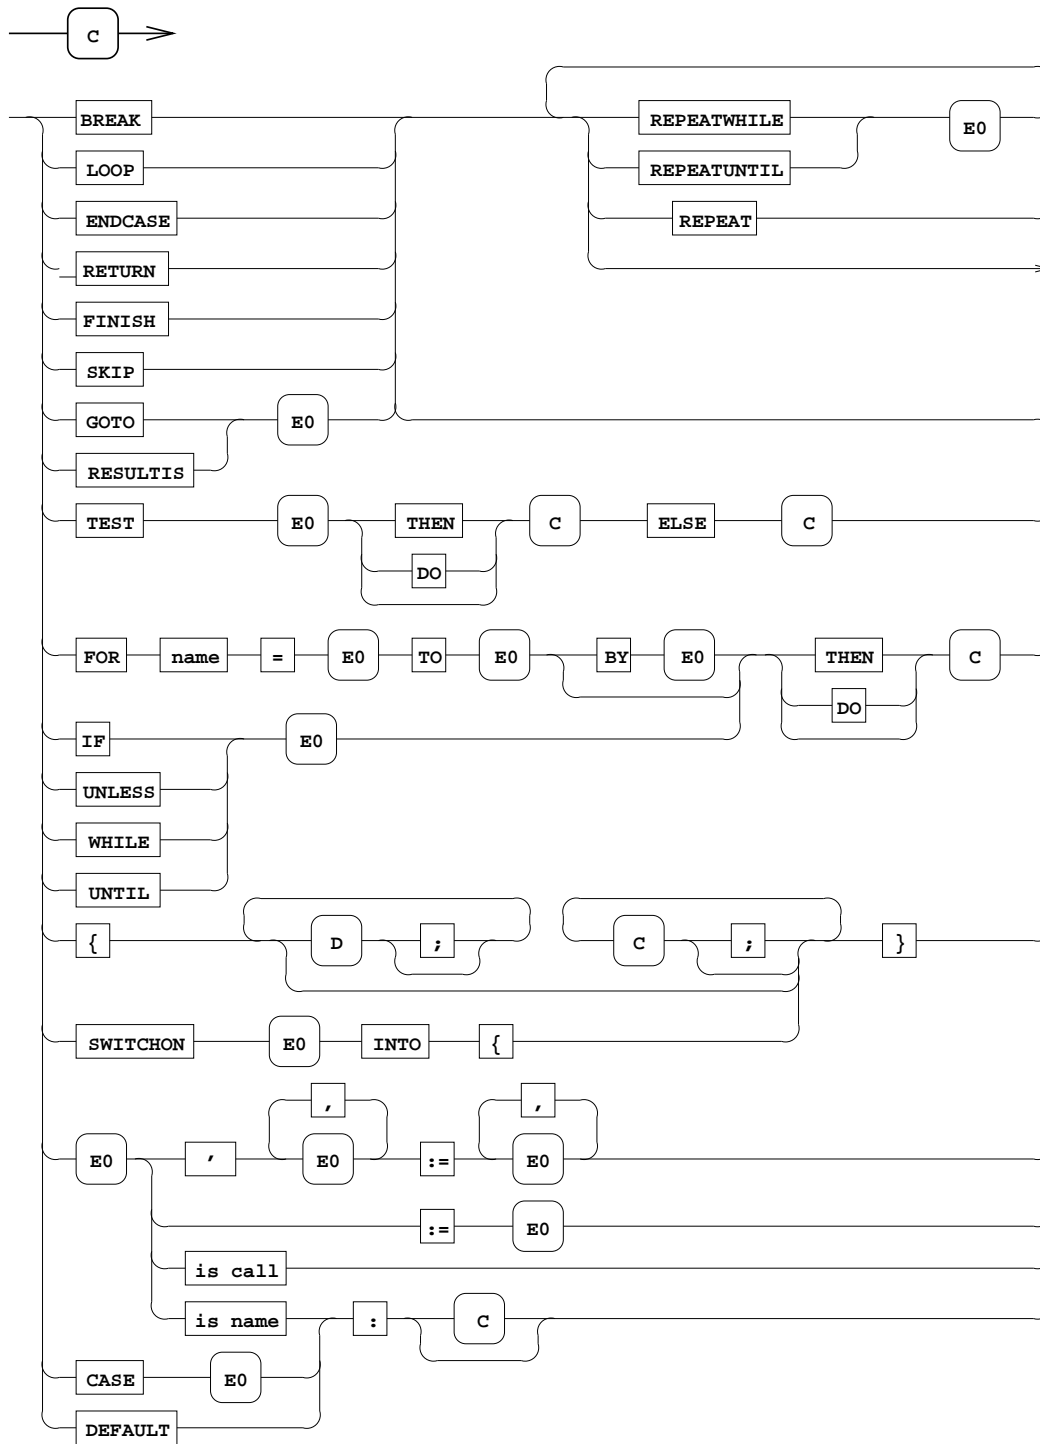 C
BREAK REPEATWHILE E0
LOOP REPEATUNTIL
ENDCASE REPEAT
RETURN
FINISH
SKIP
GOTO E0
RESULTIS
TEST E0 THEN C ELSE C
DO
FOR name = E0 TO E0 BY E0 THEN C
DO
IF E0
UNLESS
WHILE
UNTIL
{ D ; C ; }
SWITCHON E0 INTO {
, ,
E0 , E0 := E0
:= E0
is call
is name : C
CASE E0
DEFAULT